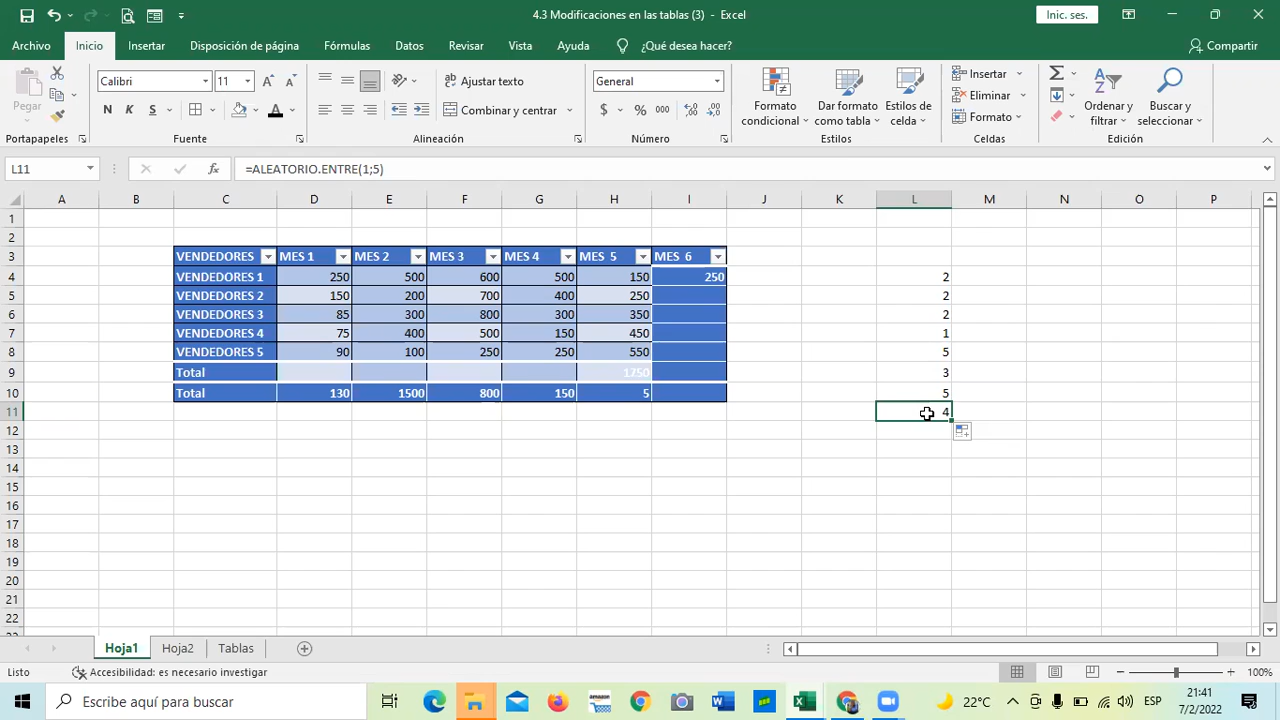 4.3 Modificaciones en las tablas (3) - Excel
Inic. ses.
Archivo Inicio Insertar Disposición de página Fórmulas Datos Revisar Vista Ayuda ¿Qué desea hacer? Compartir
Pegar
Calibri 11
N K S
Ajustar texto
Combinar y centrar
General
$ % 000
Formato condicional
Dar formato como tabla
Estilos de celda
Insertar
Eliminar
Formato
Ordenar y filtrar
Buscar y seleccionar
Portapapeles Fuente Alineación Número Estilos Celdas Edición
L11 fx =ALEATORIO.ENTRE(1;5)
A B C D E F G H I J K L M N O P
1
2
3 VENDEDORES MES 1 MES 2 MES 3 MES 4 MES 5 MES 6
4 VENDEDORES 1 250 500 600 500 150 250 2
5 VENDEDORES 2 150 200 700 400 250 2
6 VENDEDORES 3 85 300 800 300 350 2
7 VENDEDORES 4 75 400 500 150 450 1
8 VENDEDORES 5 90 100 250 250 550 5
9 Total 1750 3
10 Total 130 1500 800 150 5 5
11 4
12
13
14
15
16
17
18
19
20
21
22
Hoja1 Hoja2 Tablas
Listo Accesibilidad: es necesario investigar 100%
Escribe aquí para buscar
22°C ESP 21:41
7/2/2022